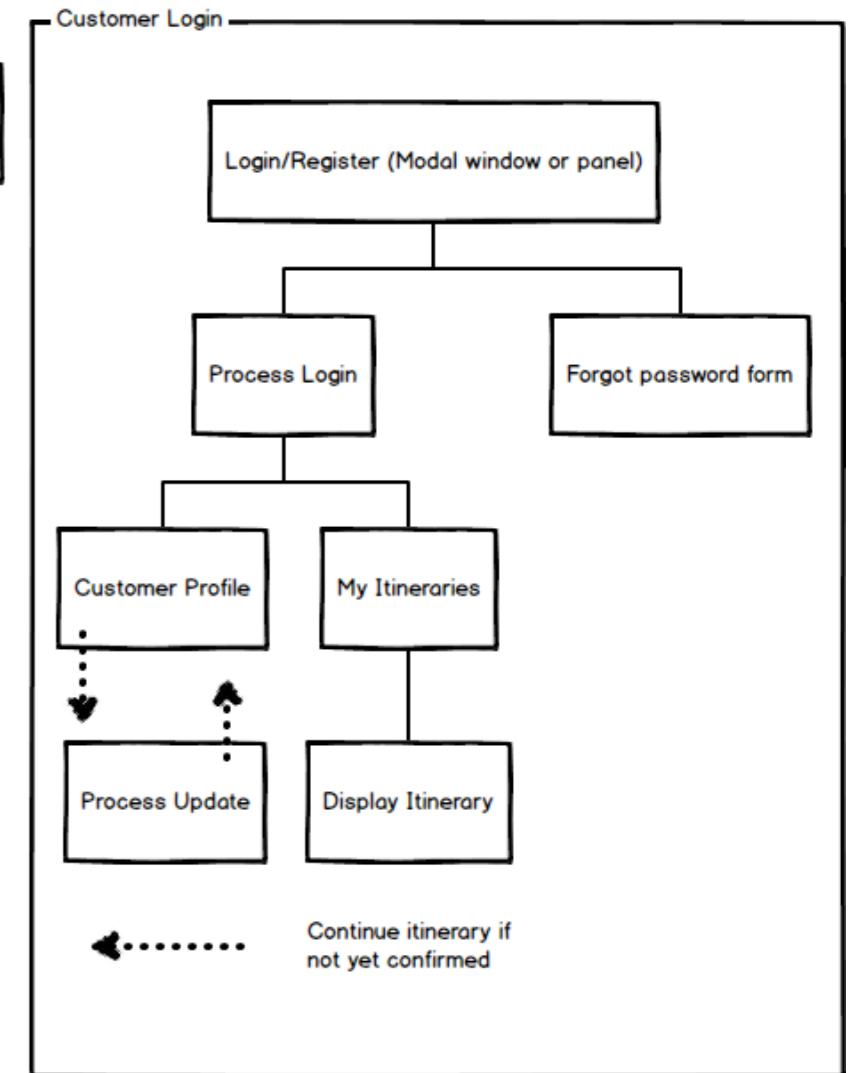 Customer Login
Login/Register (Modal window or panel)
Process Login
Forgot password form
Customer Profile
My Itineraries
Process Update
Display Itinerary
Continue itinerary if
not yet confirmed